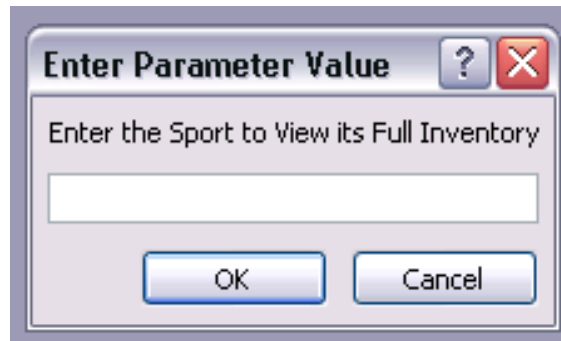 Enter Parameter Value
Enter the Sport to View its Full Inventory
OK Cancel